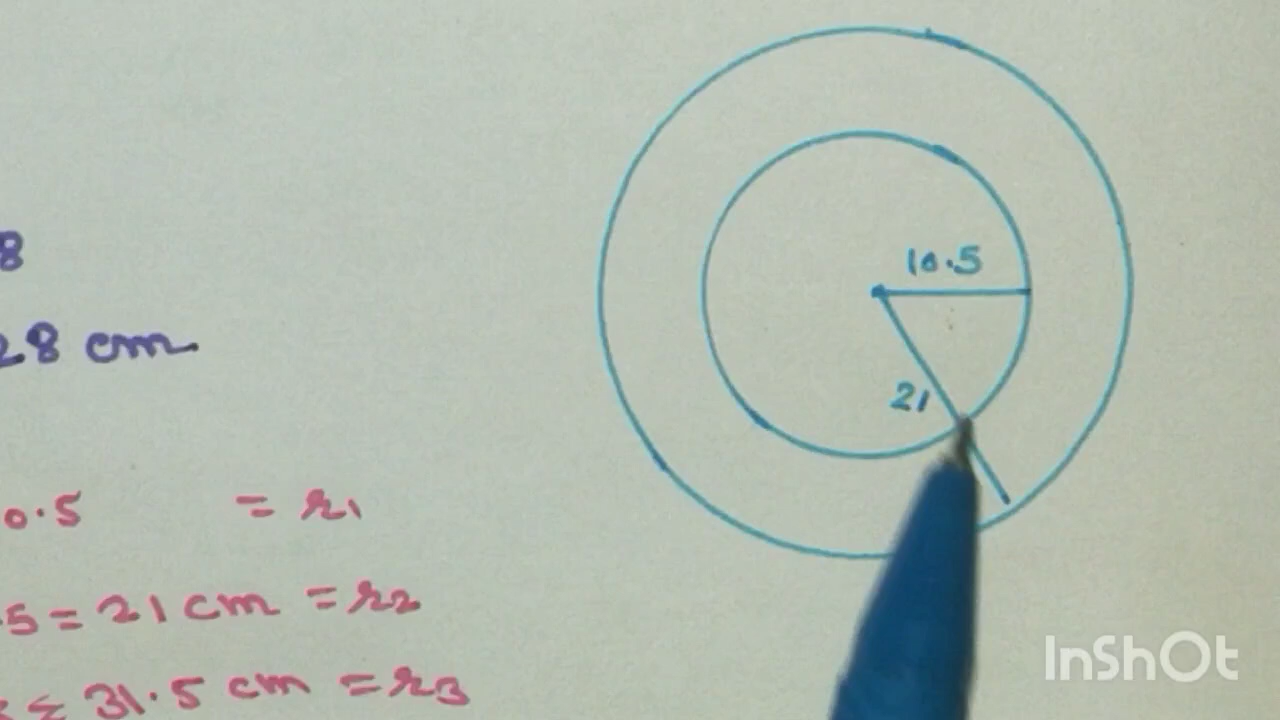 8
28 cm
10.5
21
0.5 = r1
.5 = 21 cm = r2
31.5 cm = r3
InShOt